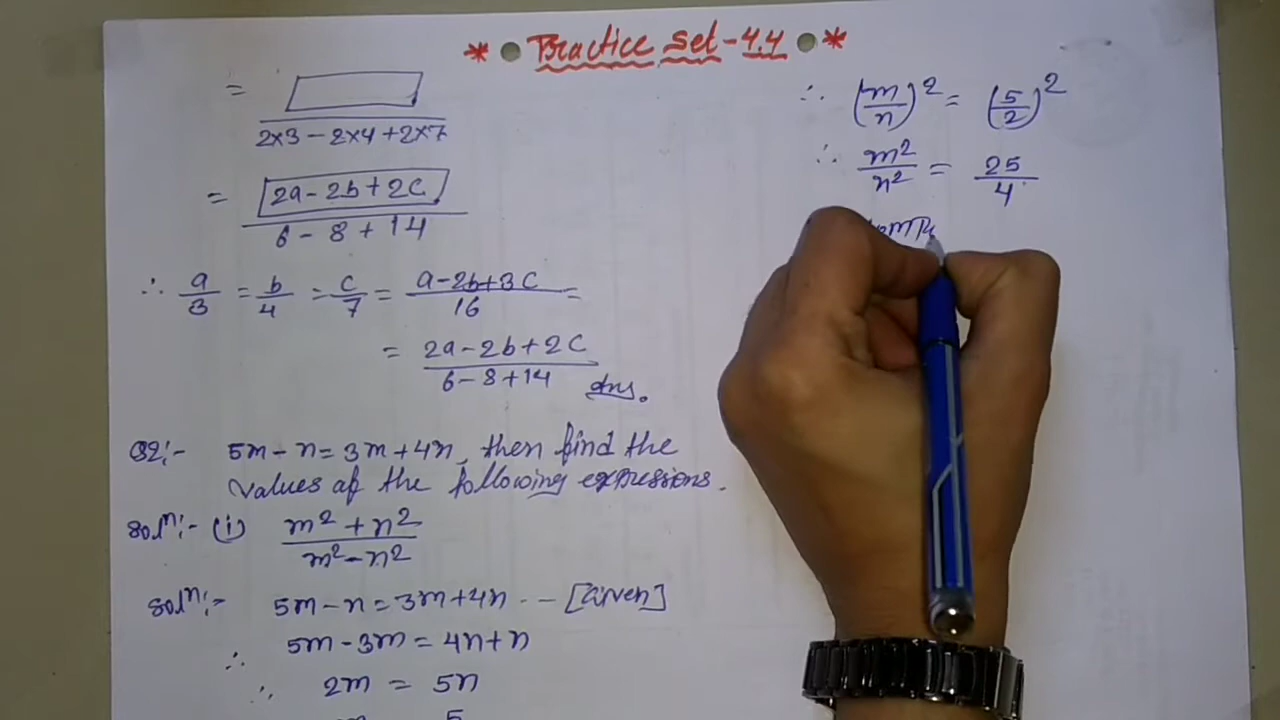 * Practice Set-4.4 *
=
2×3-2×4+2×7
= 2a-2b+2c
6-8+14
∴ a/3 = b/4 = c/7 = a-2b+3c/16 =
= 2a-2b+2c/6-8+14 Ans.
Q2:- 5m-n=3m+4n, then find the
values of the following expressions.
Soln:- (i) m²+n²/m²-n²
Soln:- 5m-n=3m+4n -- [Given]
∴ 5m-3m=4n+n
∴ 2m = 5n
5
∴ (m/n)² = (5/2)²
∴ m²/n² = 25/4